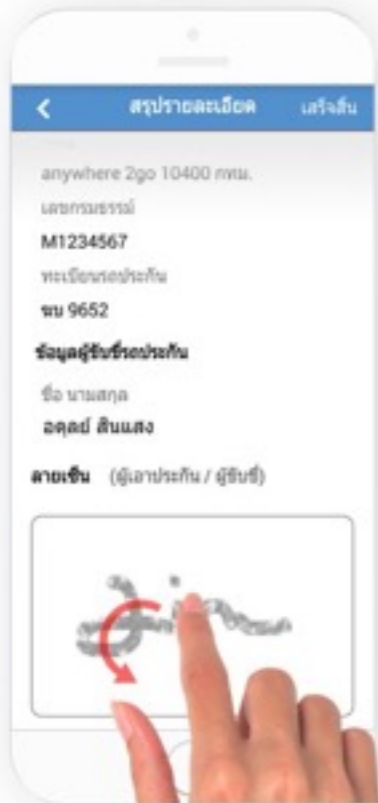 สรุปรายละเอียด เสร็จสิ้น
anywhere 2go 10400 กทม.
เลขกรมธรรม์
M1234567
ทะเบียนรถประกัน
ฆบ 9652
ข้อมูลผู้ขับขี่รถประกัน
ชื่อ นามสกุล
อดุลย์ สินแสง
ลายเซ็น (ผู้เอาประกัน / ผู้ขับขี่)